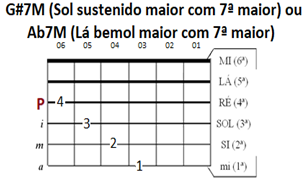 G#7M (Sol sustenido maior com 7ª maior) ou
Ab7M (Lá bemol maior com 7ª maior)
06 05 04 03 02 01
MI (6ª)
LÁ (5ª)
P 4 RÉ (4ª)
i 3 SOL (3ª)
m 2 SI (2ª)
a 1 mi (1ª)